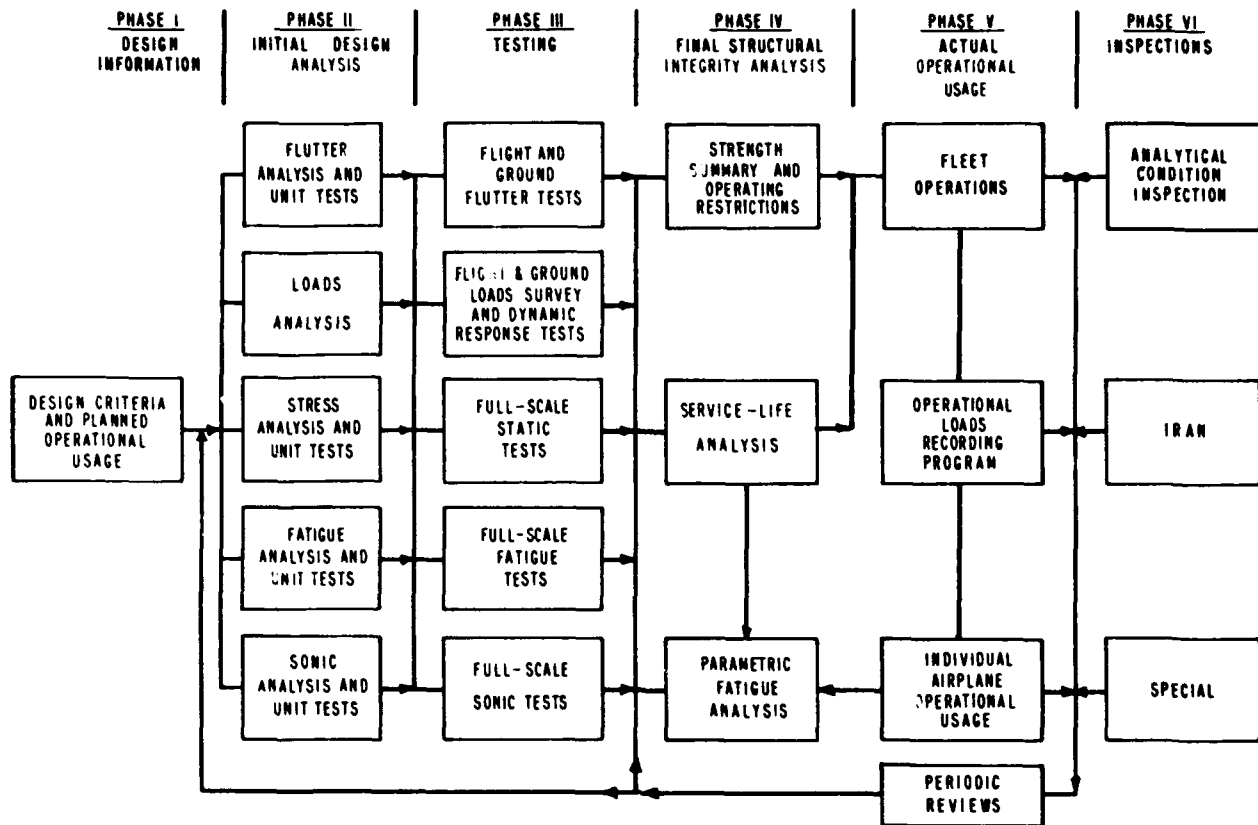 PHASE I
DESIGN
INFORMATION
PHASE II
INITIAL DESIGN
ANALYSIS
PHASE III
TESTING
PHASE IV
FINAL STRUCTURAL
INTEGRITY ANALYSIS
PHASE V
ACTUAL
OPERATIONAL
USAGE
PHASE VI
INSPECTIONS
FLUTTER
ANALYSIS AND
UNIT TESTS
FLIGHT AND
GROUND
FLUTTER TESTS
STRENGTH
SUMMARY AND
OPERATING
RESTRICTIONS
FLEET
OPERATIONS
ANALYTICAL
CONDITION
INSPECTION
LOADS
ANALYSIS
FLIGHT & GROUND
LOADS SURVEY
AND DYNAMIC
RESPONSE TESTS
DESIGN CRITERIA
AND PLANNED
OPERATIONAL
USAGE
STRESS
ANALYSIS AND
UNIT TESTS
FULL-SCALE
STATIC
TESTS
SERVICE-LIFE
ANALYSIS
OPERATIONAL
LOADS
RECORDING
PROGRAM
IRAN
FATIGUE
ANALYSIS AND
UNIT TESTS
FULL-SCALE
FATIGUE
TESTS
SONIC
ANALYSIS AND
UNIT TESTS
FULL-SCALE
SONIC TESTS
PARAMETRIC
FATIGUE
ANALYSIS
INDIVIDUAL
AIRPLANE
OPERATIONAL
USAGE
SPECIAL
PERIODIC
REVIEWS